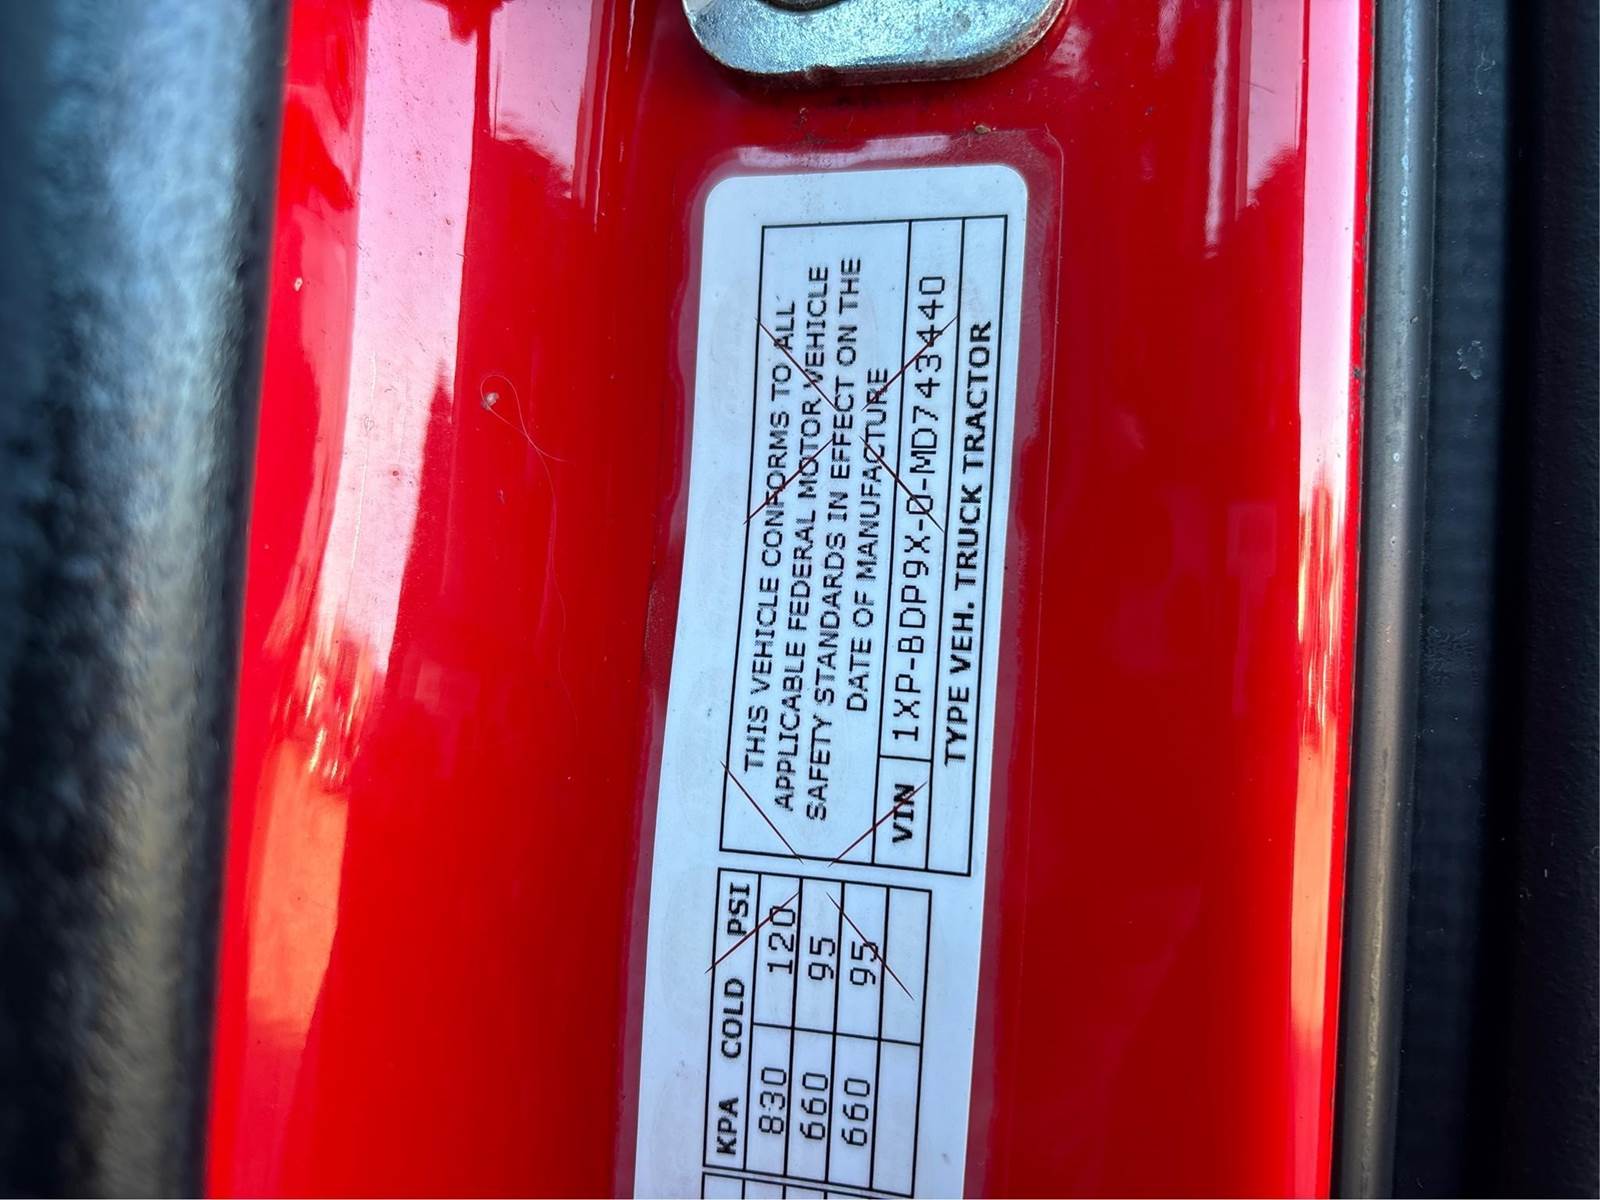 KPA COLD PSI
830 120
660 95
660 95
THIS VEHICLE CONFORMS TO ALL
APPLICABLE FEDERAL MOTOR VEHICLE
SAFETY STANDARDS IN EFFECT ON THE
DATE OF MANUFACTURE
VIN 1XP-BDP9X-0-MD743440
TYPE VEH. TRUCK TRACTOR